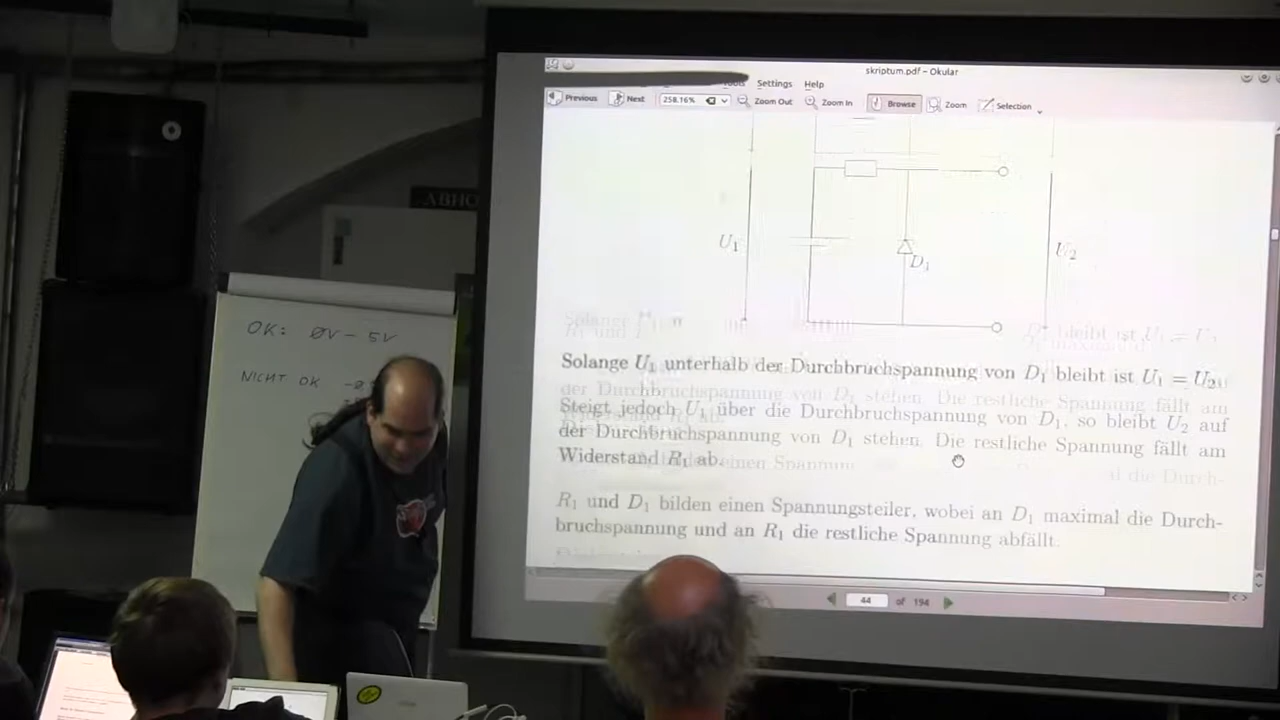 skriptum.pdf – Okular
Settings Help
Previous Next 258.16% Zoom Out Zoom In Browse Zoom Selection
ABHO
OK: ØV – 5V
NICHT OK
U1
D1
U2
Solange U1 unterhalb der Durchbruchspannung von D1 bleibt ist U1 = U2.
Steigt jedoch U1 über die Durchbruchspannung von D1, so bleibt U2 auf
der Durchbruchspannung von D1 stehen. Die restliche Spannung fällt am
Widerstand R1 ab.
R1 und D1 bilden einen Spannungsteiler, wobei an D1 maximal die Durch-
bruchspannung und an R1 die restliche Spannung abfällt.
44 of 194